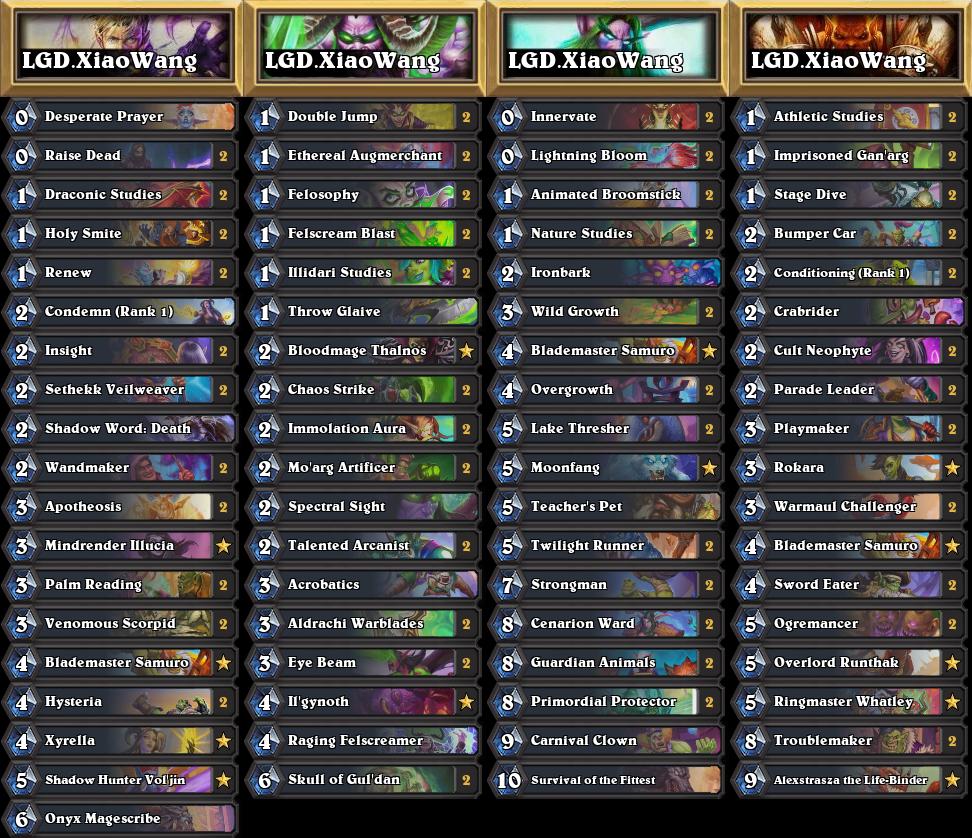 LGD.XiaoWang
0 Desperate Prayer
0 Raise Dead 2
1 Draconic Studies 2
1 Holy Smite 2
1 Renew 2
2 Condemn (Rank 1)
2 Insight 2
2 Sethekk Veilweaver 2
2 Shadow Word: Death
2 Wandmaker 2
3 Apotheosis 2
3 Mindrender Illucia
3 Palm Reading 2
3 Venomous Scorpid 2
4 Blademaster Samuro
4 Hysteria 2
4 Xyrella
5 Shadow Hunter Vol'jin
6 Onyx Magescribe
LGD.XiaoWang
1 Double Jump 2
1 Ethereal Augmerchant 2
1 Felosophy 2
1 Felscream Blast 2
1 Illidari Studies 2
1 Throw Glaive
2 Bloodmage Thalnos
2 Chaos Strike 2
2 Immolation Aura 2
2 Mo'arg Artificer 2
2 Spectral Sight
2 Talented Arcanist 2
3 Acrobatics
3 Aldrachi Warblades 2
3 Eye Beam 2
4 Il'gynoth
4 Raging Felscreamer
6 Skull of Gul'dan 2
LGD.XiaoWang
0 Innervate 2
0 Lightning Bloom 2
1 Animated Broomstick 2
1 Nature Studies 2
2 Ironbark
3 Wild Growth 2
4 Blademaster Samuro
4 Overgrowth 2
5 Lake Thresher 2
5 Moonfang
5 Teacher's Pet
5 Twilight Runner 2
7 Strongman 2
8 Cenarion Ward 2
8 Guardian Animals 2
8 Primordial Protector 2
9 Carnival Clown
10 Survival of the Fittest
LGD.XiaoWang
1 Athletic Studies 2
1 Imprisoned Gan'arg 2
1 Stage Dive 2
2 Bumper Car 2
2 Conditioning (Rank 1) 2
2 Crabrider
2 Cult Neophyte 2
2 Parade Leader 2
3 Playmaker 2
3 Rokara
3 Warmaul Challenger 2
4 Blademaster Samuro
4 Sword Eater 2
5 Ogremancer 2
5 Overlord Runthak
5 Ringmaster Whatley
8 Troublemaker 2
9 Alexstrasza the Life-Binder